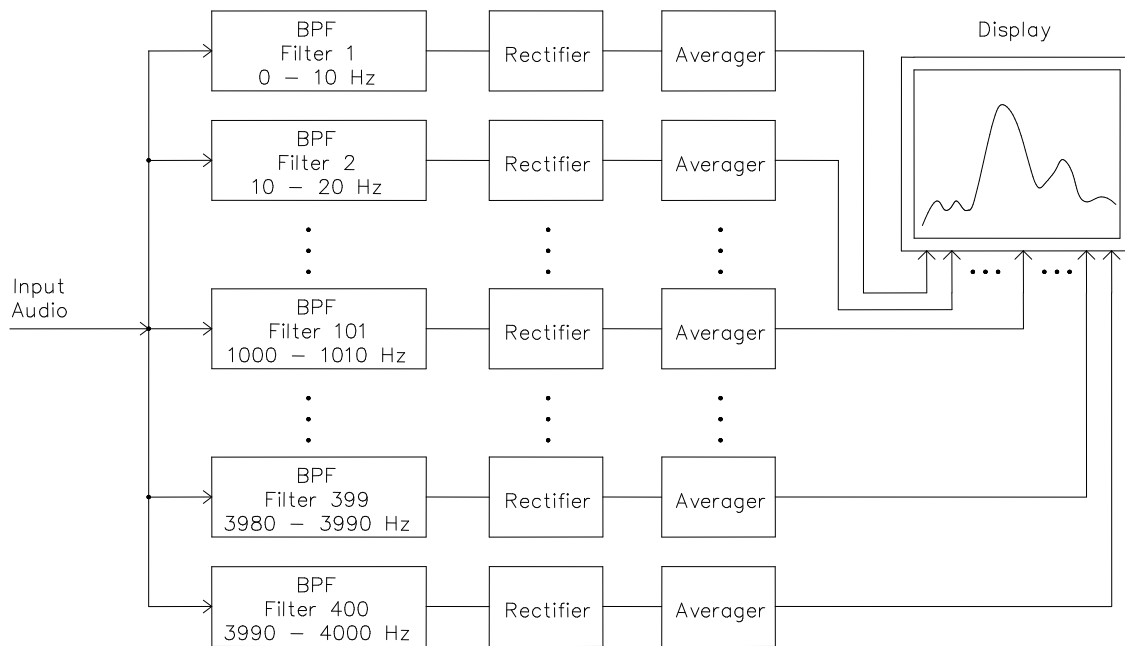 BPF
Filter 1
0 – 10 Hz
Rectifier
Averager
Display
BPF
Filter 2
10 – 20 Hz
Rectifier
Averager
Input
Audio
BPF
Filter 101
1000 – 1010 Hz
Rectifier
Averager
BPF
Filter 399
3980 – 3990 Hz
Rectifier
Averager
BPF
Filter 400
3990 – 4000 Hz
Rectifier
Averager